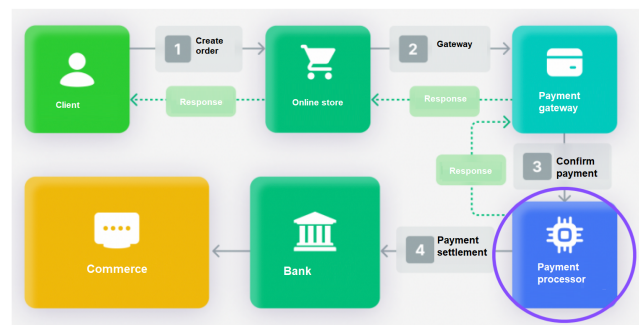 1
Create
order
2
Gateway
Client
Response
Online store
Response
Payment
gateway
Response
3
Confirm
payment
Commerce
Bank
4
Payment
settlement
Payment
processor